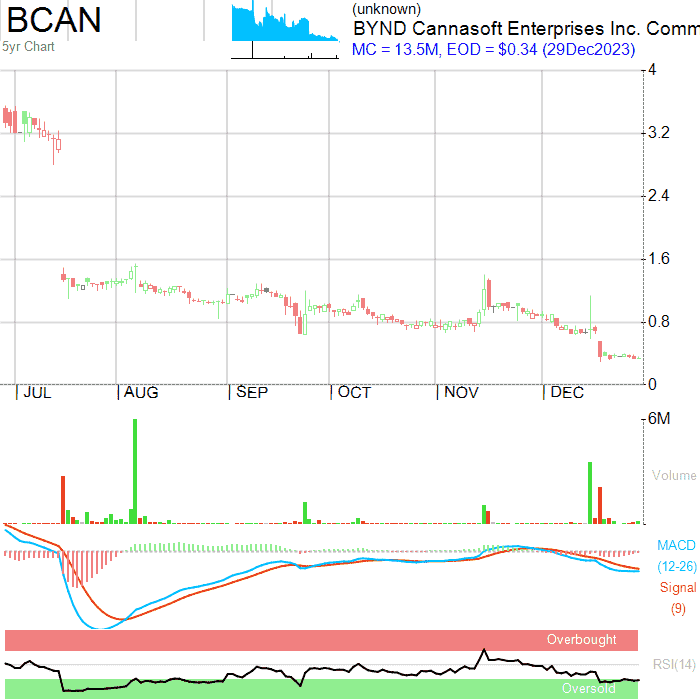 BCAN
5yr Chart
(unknown)
BYND Cannasoft Enterprises Inc. Comm
MC = 13.5M, EOD = $0.34 (29Dec2023)
4
3.2
2.4
1.6
0.8
0
JUL AUG SEP OCT NOV DEC
6M
Volume
MACD
(12-26)
Signal
(9)
Overbought
RSI(14)
Oversold